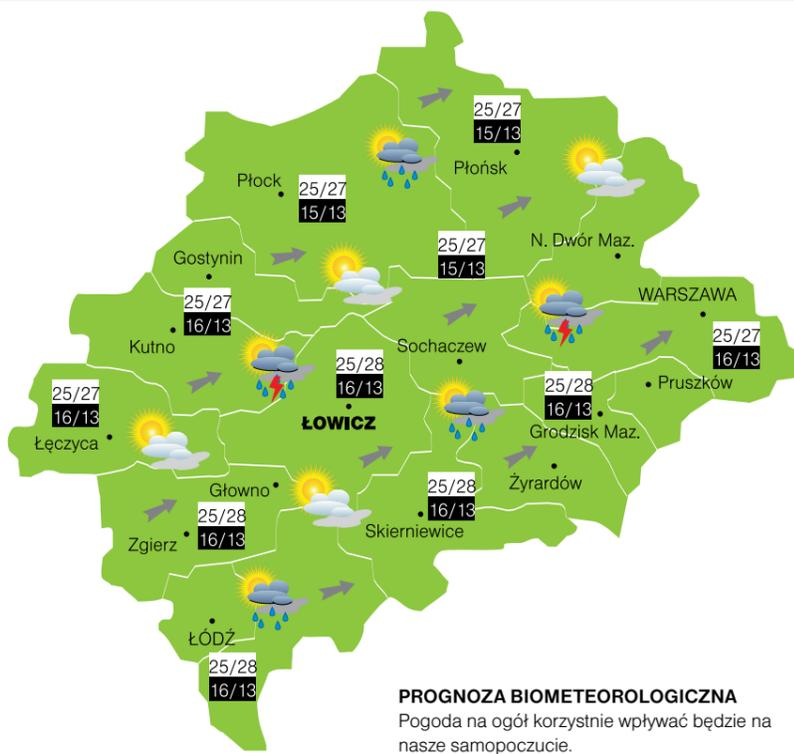 25/27
15/13
Płońsk
Płock
25/27
15/13
N. Dwór Maz.
25/27
15/13
Gostynin
WARSZAWA
25/27
16/13
25/27
16/13
Kutno
Sochaczew
25/28
16/13
Pruszków
25/27
16/13
25/28
16/13
ŁOWICZ
Grodzisk Maz.
Łęczyca
Żyrardów
Głowno
25/28
16/13
Skierniewice
25/28
16/13
Zgierz
ŁÓDŹ
25/28
16/13
PROGNOZA BIOMETEOROLOGICZNA
Pogoda na ogół korzystnie wpływać będzie na
nasze samopoczucie.